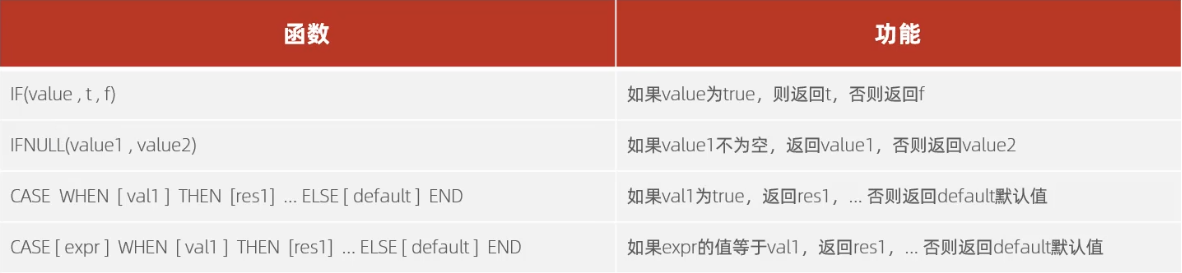 函数 功能
IF(value , t , f) 如果value为true，则返回t，否则返回f
IFNULL(value1 , value2) 如果value1不为空，返回value1，否则返回value2
CASE WHEN [ val1 ] THEN [res1] ... ELSE [ default ] END 如果val1为true，返回res1，... 否则返回default默认值
CASE [ expr ] WHEN [ val1 ] THEN [res1] ... ELSE [ default ] END 如果expr的值等于val1，返回res1，... 否则返回default默认值